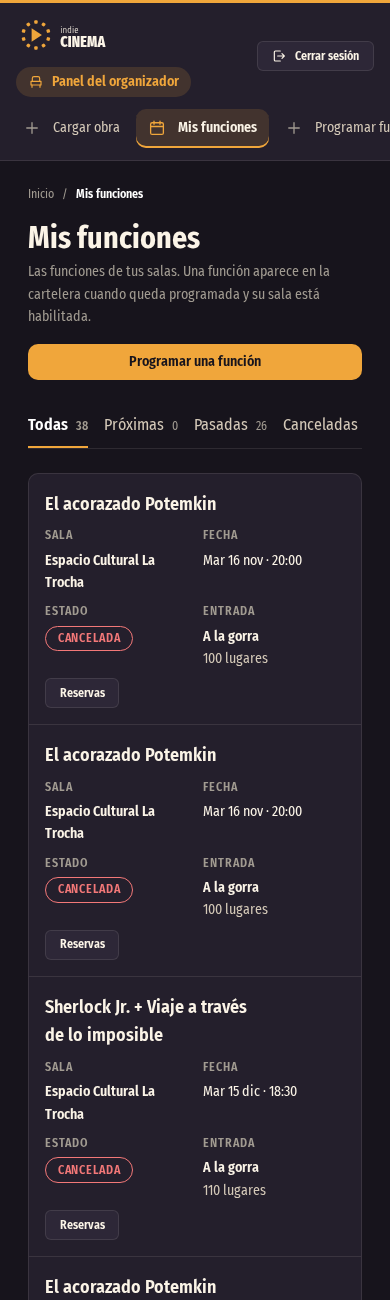 indie
CINEMA
Cerrar sesión
Panel del organizador
Cargar obra
Mis funciones
Programar fu
Inicio / Mis funciones
Mis funciones
Las funciones de tus salas. Una función aparece en la
cartelera cuando queda programada y su sala está
habilitada.
Programar una función
Todas 38 Próximas 0 Pasadas 26 Canceladas
El acorazado Potemkin
SALA
Espacio Cultural La
Trocha
FECHA
Mar 16 nov · 20:00
ESTADO
CANCELADA
ENTRADA
A la gorra
100 lugares
Reservas
El acorazado Potemkin
SALA
Espacio Cultural La
Trocha
FECHA
Mar 16 nov · 20:00
ESTADO
CANCELADA
ENTRADA
A la gorra
100 lugares
Reservas
Sherlock Jr. + Viaje a través
de lo imposible
SALA
Espacio Cultural La
Trocha
FECHA
Mar 15 dic · 18:30
ESTADO
CANCELADA
ENTRADA
A la gorra
110 lugares
Reservas
El acorazado Potemkin